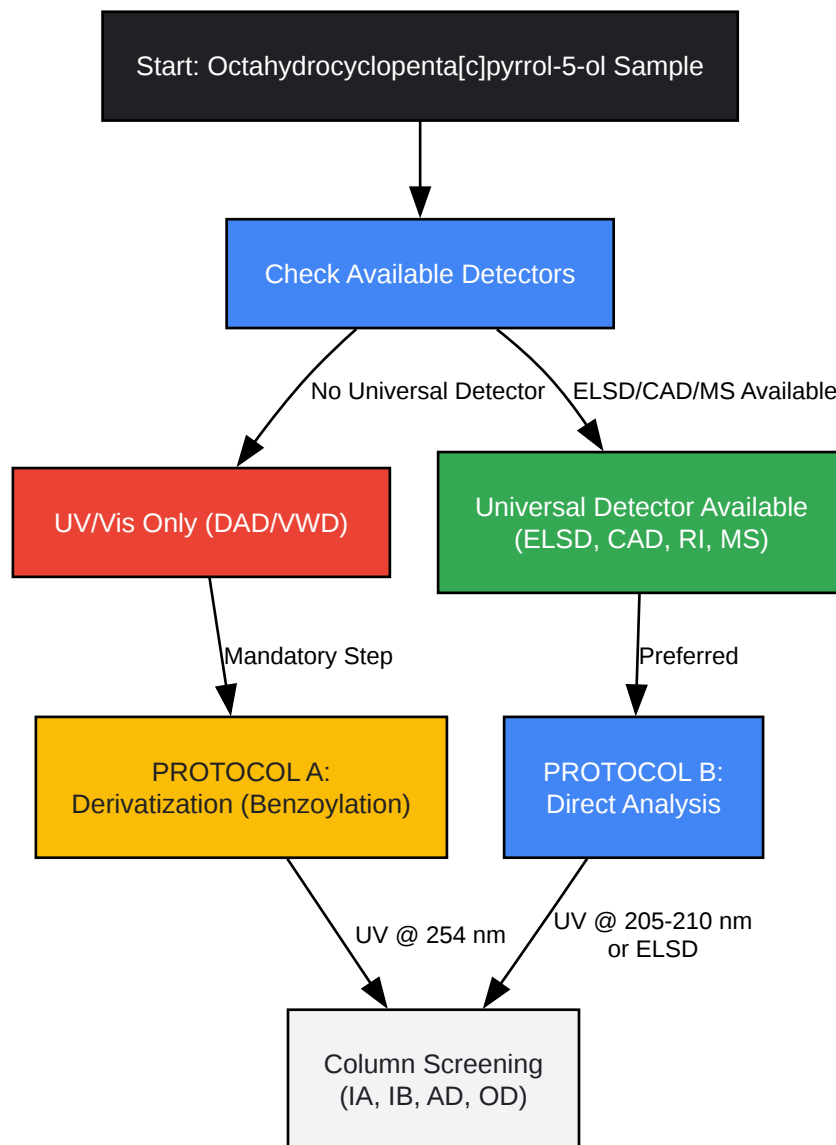 Start: Octahydrocyclopenta[c]pyrrol-5-ol Sample
Check Available Detectors
No Universal Detector
ELSD/CAD/MS Available
UV/Vis Only (DAD/VWD)
Universal Detector Available
(ELSD, CAD, RI, MS)
Mandatory Step
Preferred
PROTOCOL A:
Derivatization (Benzoylation)
PROTOCOL B:
Direct Analysis
UV @ 254 nm
UV @ 205-210 nm
or ELSD
Column Screening
(IA, IB, AD, OD)